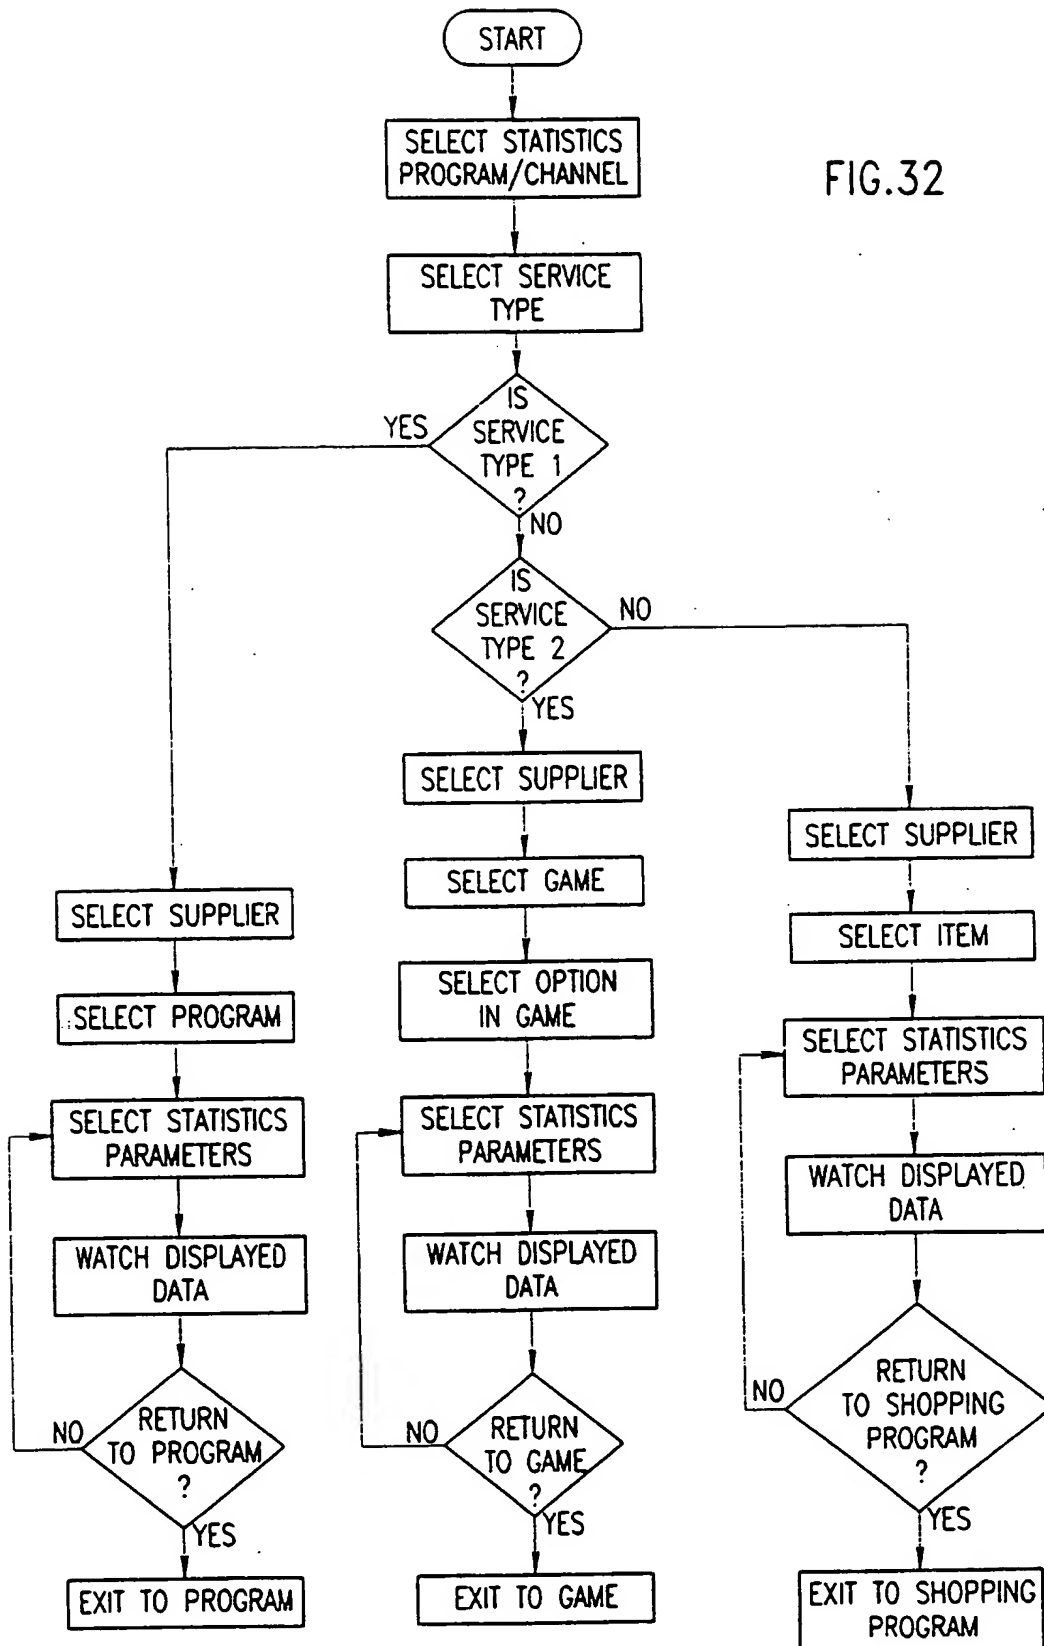 START
SELECT STATISTICS
PROGRAM/CHANNEL
FIG.32
SELECT SERVICE
TYPE
IS
SERVICE
TYPE 1
?
YES
NO
IS
SERVICE
TYPE 2
?
NO
YES
SELECT SUPPLIER
SELECT PROGRAM
SELECT STATISTICS
PARAMETERS
WATCH DISPLAYED
DATA
RETURN
TO PROGRAM
?
NO
YES
EXIT TO PROGRAM
SELECT SUPPLIER
SELECT GAME
SELECT OPTION
IN GAME
SELECT STATISTICS
PARAMETERS
WATCH DISPLAYED
DATA
RETURN
TO GAME
?
NO
YES
EXIT TO GAME
SELECT SUPPLIER
SELECT ITEM
SELECT STATISTICS
PARAMETERS
WATCH DISPLAYED
DATA
RETURN
TO SHOPPING
PROGRAM
?
NO
YES
EXIT TO SHOPPING
PROGRAM